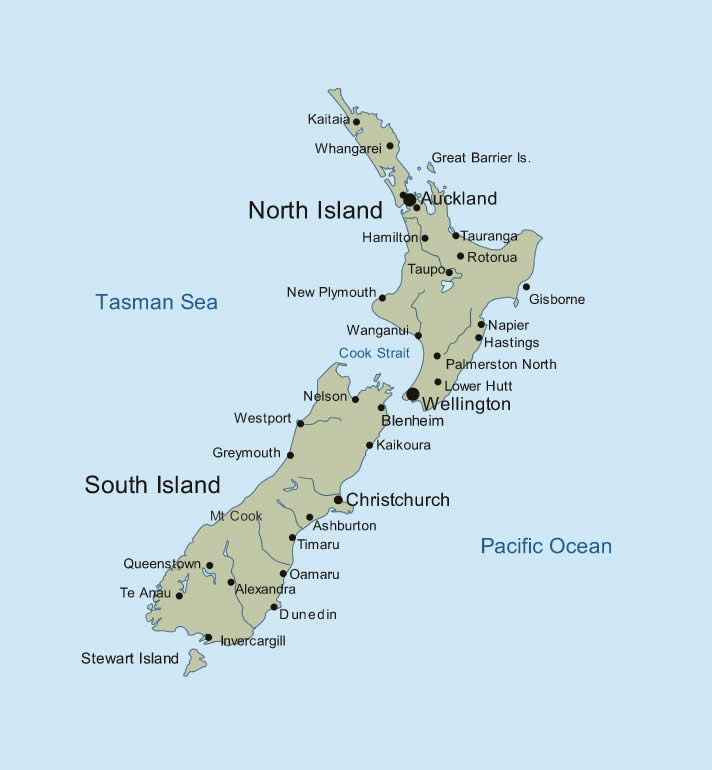 Kaitaia
Whangarei
Great Barrier Is.
Auckland
North Island
Hamilton
Tauranga
Rotorua
Taupo
New Plymouth
Gisborne
Tasman Sea
Napier
Wanganui
Hastings
Cook Strait
Palmerston North
Lower Hutt
Nelson
Wellington
Westport
Blenheim
Kaikoura
Greymouth
South Island
Christchurch
Mt Cook
Ashburton
Timaru
Pacific Ocean
Queenstown
Oamaru
Te Anau
Alexandra
Dunedin
Invercargill
Stewart Island